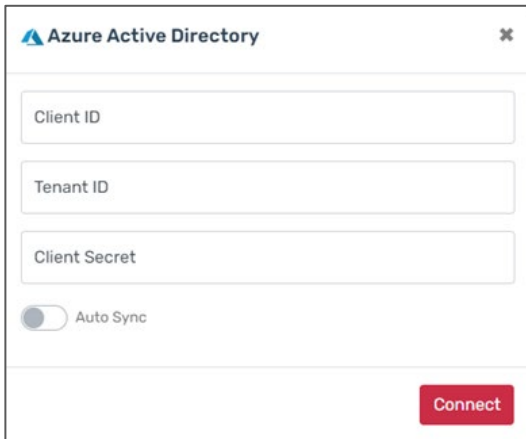 Azure Active Directory
Client ID
Tenant ID
Client Secret
Auto Sync
Connect